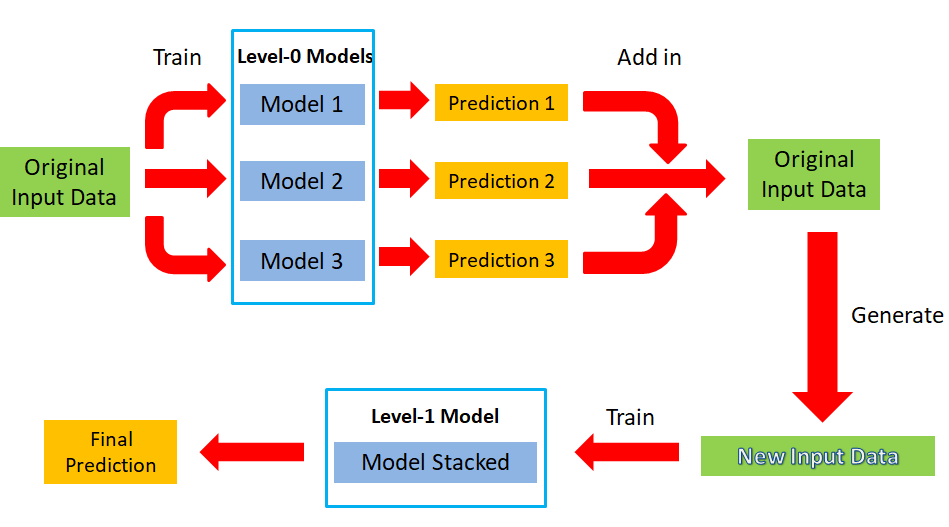 Train
Level-0 Models
Add in
Model 1
Prediction 1
Original
Input Data
Model 2
Prediction 2
Original
Input Data
Model 3
Prediction 3
Generate
Level-1 Model
Train
Final
Prediction
Model Stacked
New Input Data